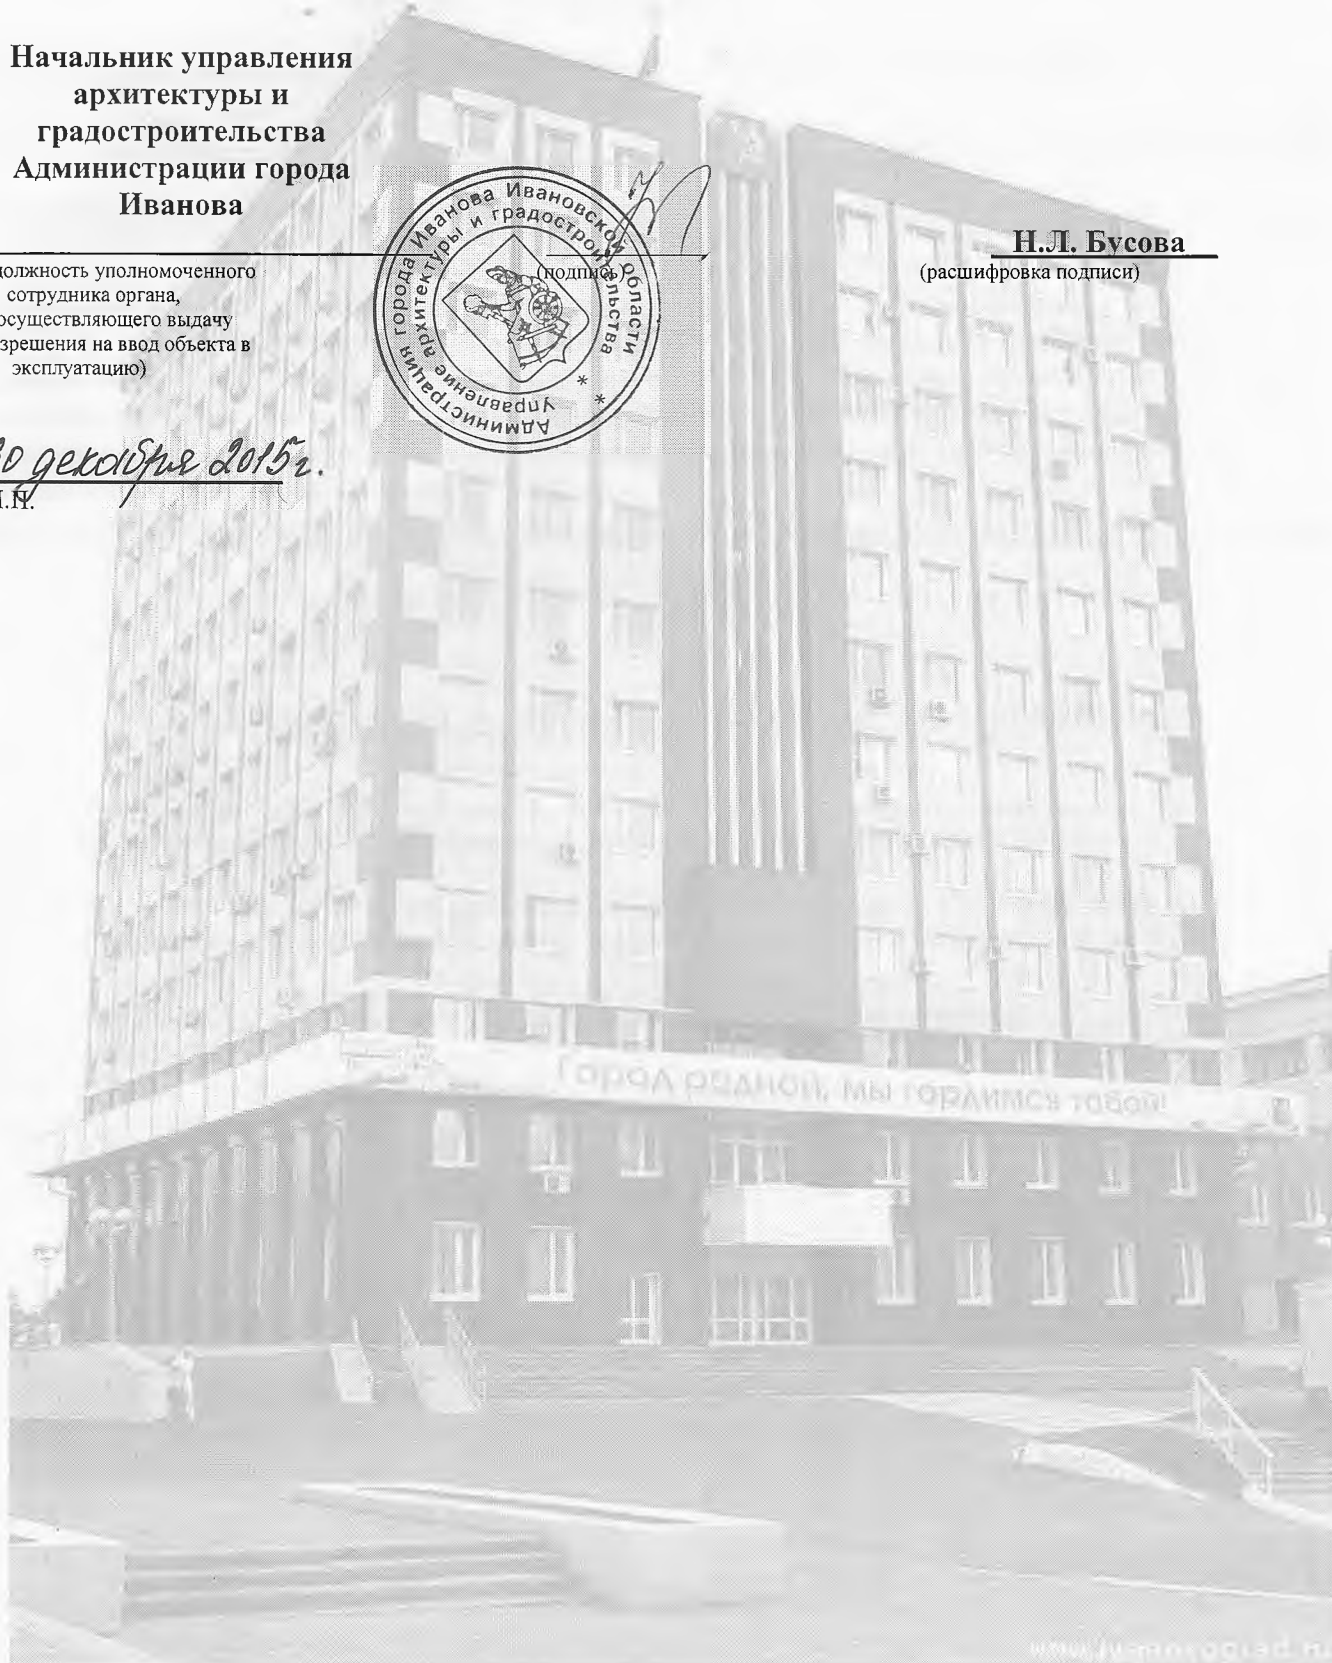 Начальник управления
архитектуры и
градостроительства
Администрации города
Иванова
Н.Л. Бусова
должность уполномоченного
сотрудника органа,
осуществляющего выдачу
зрешения на ввод объекта в
эксплуатацию)
(подпись)
(расшифровка подписи)
Администрация города Иванова Ивановской области
Управление архитектуры и градостроительства
0 декабря 2015г.
.П.
Город родной, мы гордимся тобой!